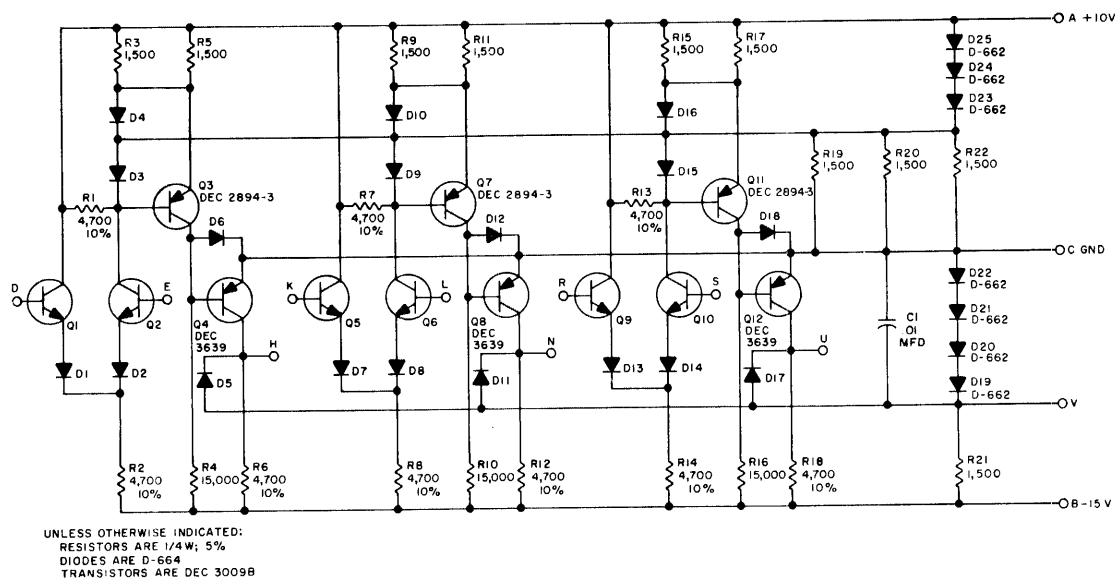 A +10V
R3
1,500
R5
1,500
R9
1,500
R11
1,500
R15
1,500
R17
1,500
D25
D-662
D24
D-662
D23
D-662
D4
D10
D16
R19
1,500
R20
1,500
R22
1,500
D3
D9
D15
Q3
DEC 2894-3
Q7
DEC 2894-3
Q11
DEC 2894-3
R1
4,700
10%
R7
4,700
10%
R13
4,700
10%
D6
D12
D18
C GND
D
Q1
E
Q2
Q4
DEC
3639
K
Q5
L
Q6
Q8
DEC
3639
R
Q9
S
Q10
Q12
DEC
3639
D22
D-662
D21
D-662
D20
D-662
D19
D-662
C1
.01
MFD
H
N
U
D1
D2
D5
D7
D8
D11
D13
D14
D17
V
R2
4,700
10%
R4
15,000
R6
4,700
10%
R8
4,700
10%
R10
15,000
R12
4,700
10%
R14
4,700
10%
R16
15,000
R18
4,700
10%
R21
1,500
B-15V
UNLESS OTHERWISE INDICATED:
RESISTORS ARE 1/4W; 5%
DIODES ARE D-664
TRANSISTORS ARE DEC 3009B